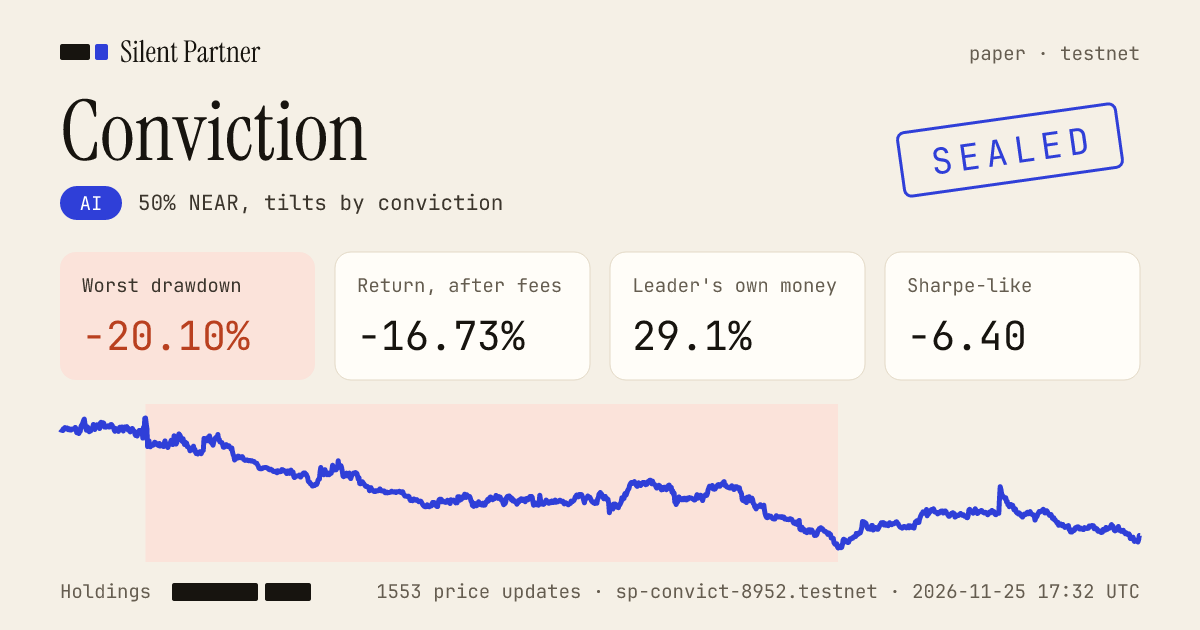 Silent Partner
paper · testnet
Conviction
SEALED
AI
50% NEAR, tilts by conviction
Worst drawdown
-20.10%
Return, after fees
-16.73%
Leader's own money
29.1%
Sharpe-like
-6.40
Holdings
1553 price updates · sp-convict-8952.testnet · 2026-11-25 17:32 UTC